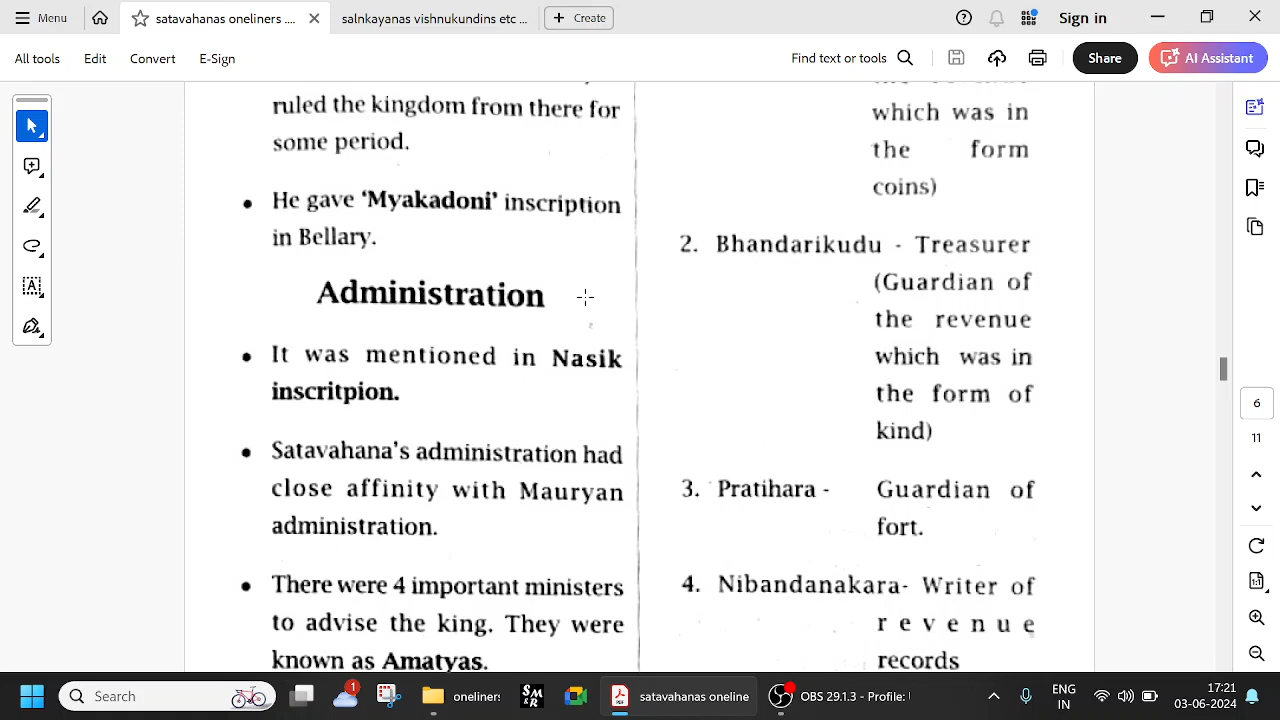 Menu
satavahanas oneliners ....
salnkayanas vishnukundins etc ...
Create
Sign in
All tools
Edit
Convert
E-Sign
Find text or tools
Share
AI Assistant
ruled the kingdom from there for
some period.
• He gave ‘Myakadoni’ inscription
in Bellary.
Administration
• It was mentioned in Nasik
inscritpion.
• Satavahana’s administration had
close affinity with Mauryan
administration.
• There were 4 important ministers
to advise the king. They were
known as Amatyas.
which was in
the form
coins)
2. Bhandarikudu - Treasurer
(Guardian of
the revenue
which was in
the form of
kind)
3. Pratihara - Guardian of
fort.
4. Nibandanakara- Writer of
revenue
records
6
11
1:1
Search
1
oneliners
SM
&R
satavahanas oneline
OBS 29.1.3 - Profile:
ENG
IN
17:21
03-06-2024